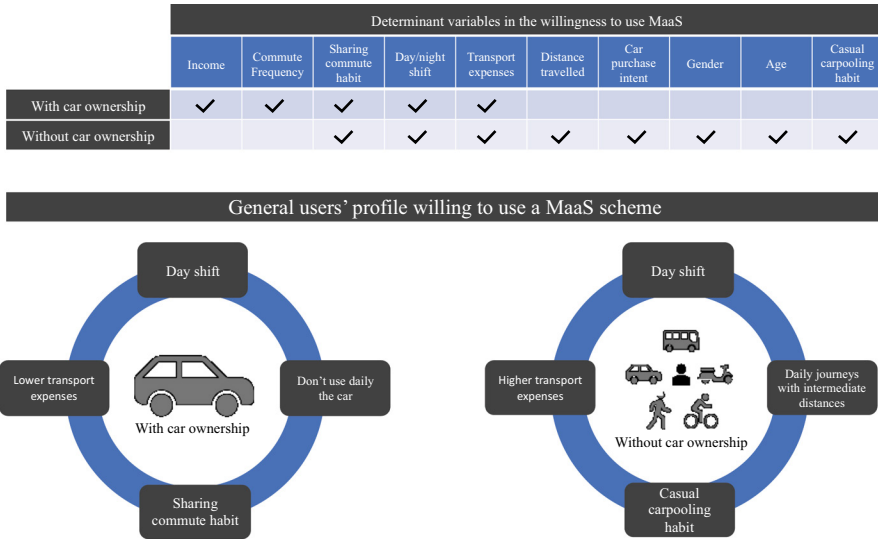 Determinant variables in the willingness to use MaaS
Income
Commute
Frequency
Sharing
commute
habit
Day/night
shift
Transport
expenses
Distance
travelled
Car
purchase
intent
Gender
Age
Casual
carpooling
habit
With car ownership
Without car ownership
General users' profile willing to use a MaaS scheme
Day shift
Lower transport
expenses
Don't use daily
the car
With car ownership
Sharing
commute habit
Day shift
Higher transport
expenses
Daily journeys
with intermediate
distances
Without car ownership
Casual
carpooling
habit